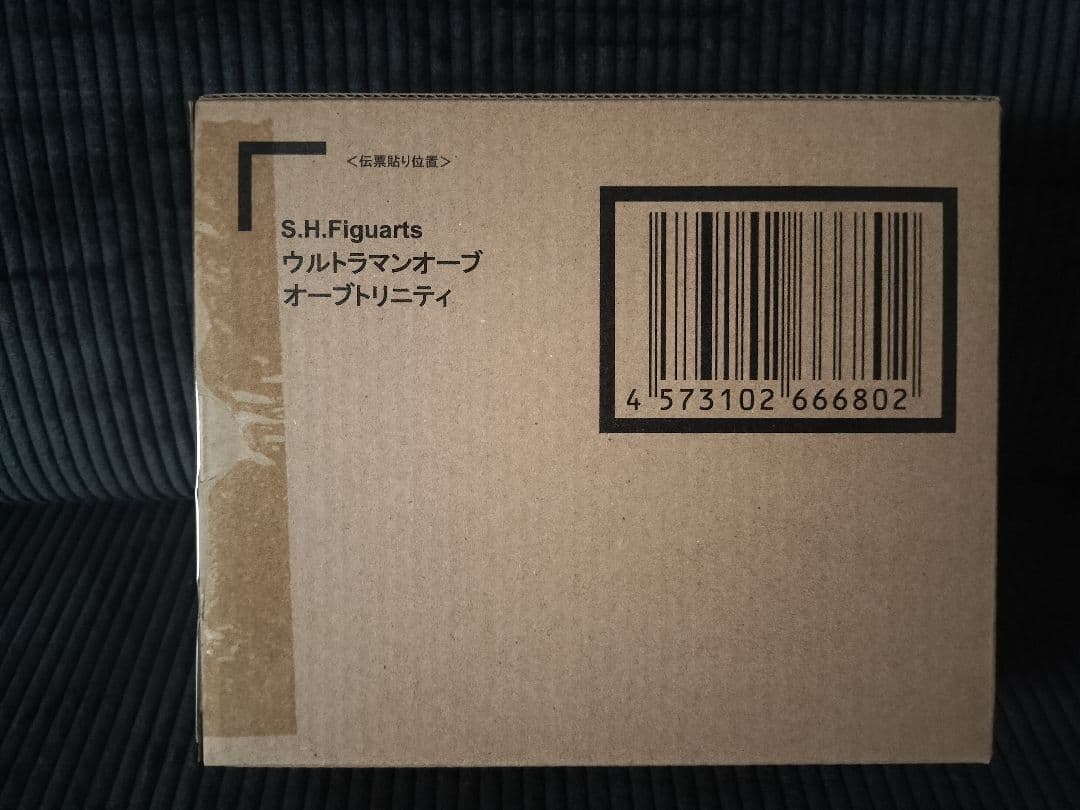 <伝票貼り位置>
S.H.Figuarts
ウルトラマンオーブ
オーブトリニティ
4 573102 666802